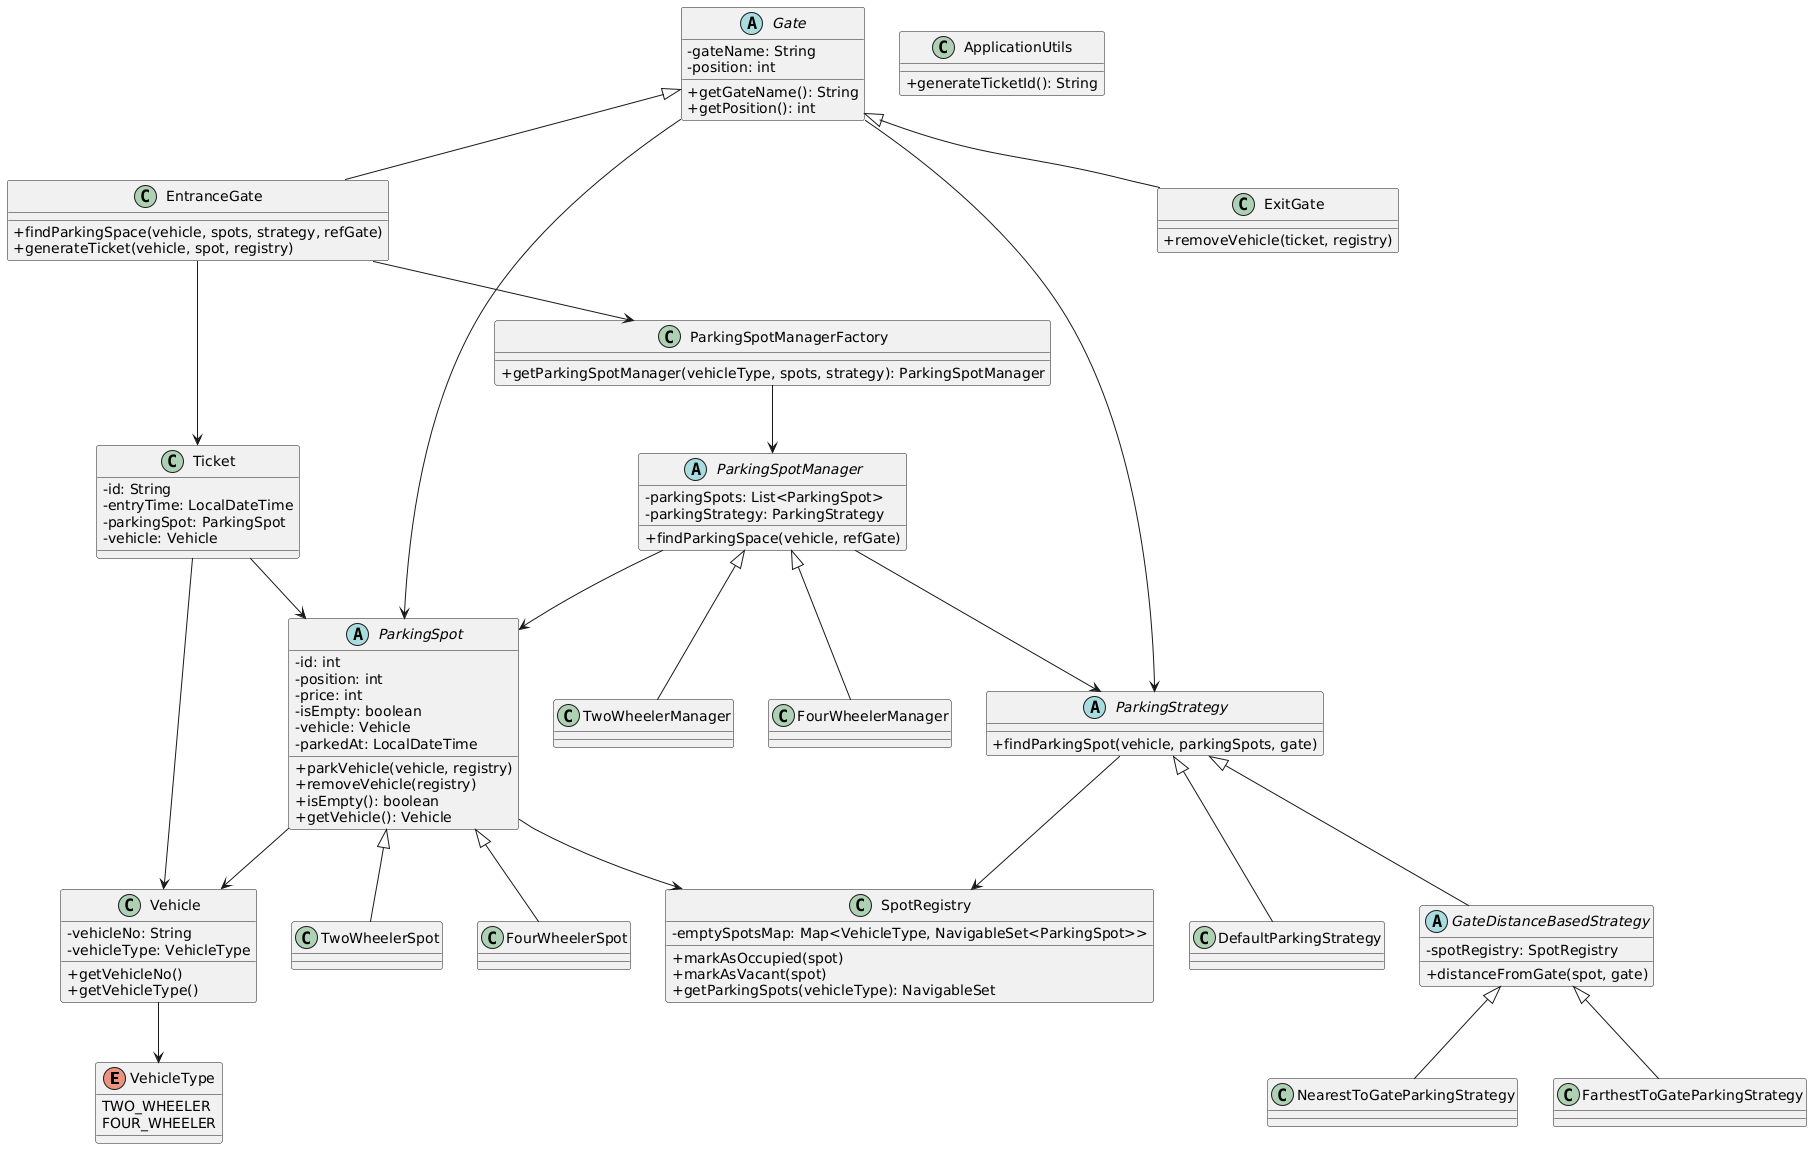 A Gate
-gateName: String
-position: int
+getGateName(): String
+getPosition(): int
C ApplicationUtils
+generateTicketId(): String
C EntranceGate
+findParkingSpace(vehicle, spots, strategy, refGate)
+generateTicket(vehicle, spot, registry)
C ExitGate
+removeVehicle(ticket, registry)
C ParkingSpotManagerFactory
+getParkingSpotManager(vehicleType, spots, strategy): ParkingSpotManager
C Ticket
-id: String
-entryTime: LocalDateTime
-parkingSpot: ParkingSpot
-vehicle: Vehicle
A ParkingSpotManager
-parkingSpots: List<ParkingSpot>
-parkingStrategy: ParkingStrategy
+findParkingSpace(vehicle, refGate)
A ParkingSpot
-id: int
-position: int
-price: int
-isEmpty: boolean
-vehicle: Vehicle
-parkedAt: LocalDateTime
+parkVehicle(vehicle, registry)
+removeVehicle(registry)
+isEmpty(): boolean
+getVehicle(): Vehicle
C TwoWheelerManager
C FourWheelerManager
A ParkingStrategy
+findParkingSpot(vehicle, parkingSpots, gate)
C Vehicle
-vehicleNo: String
-vehicleType: VehicleType
+getVehicleNo()
+getVehicleType()
C TwoWheelerSpot
C FourWheelerSpot
C SpotRegistry
-emptySpotsMap: Map<VehicleType, NavigableSet<ParkingSpot>>
+markAsOccupied(spot)
+markAsVacant(spot)
+getParkingSpots(vehicleType): NavigableSet
C DefaultParkingStrategy
A GateDistanceBasedStrategy
-spotRegistry: SpotRegistry
+distanceFromGate(spot, gate)
E VehicleType
TWO_WHEELER
FOUR_WHEELER
C NearestToGateParkingStrategy
C FarthestToGateParkingStrategy